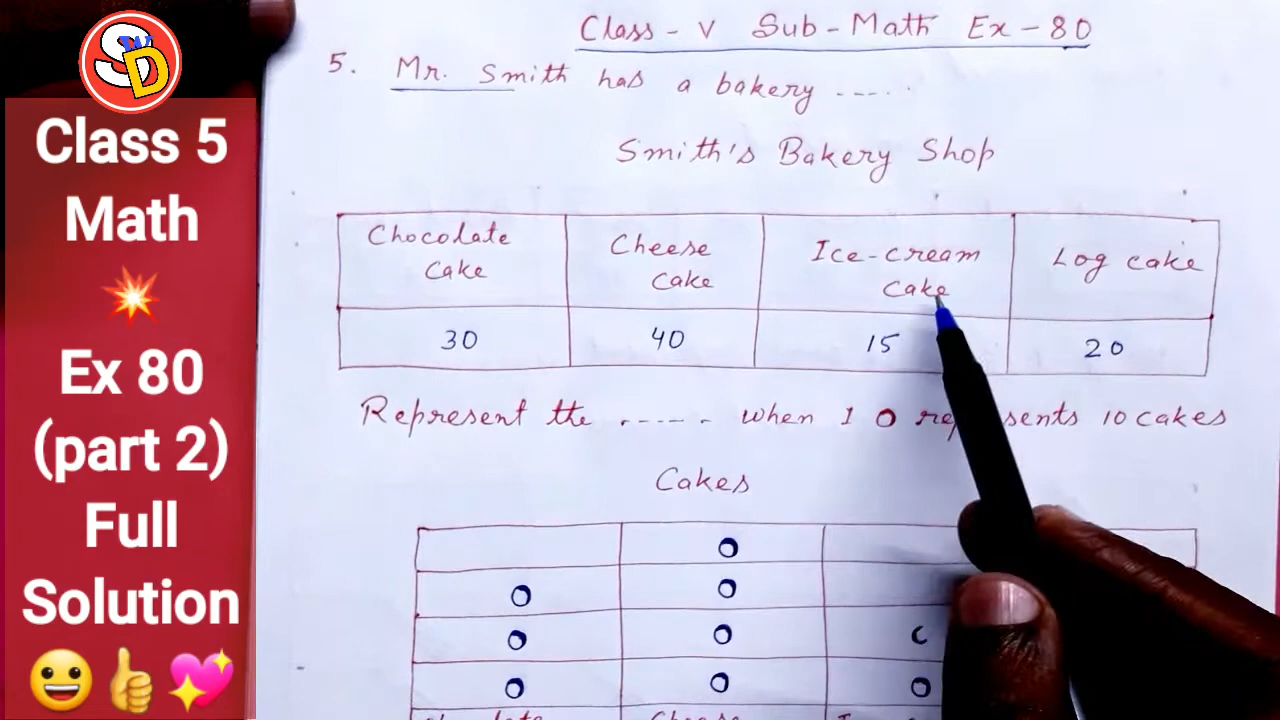 SWD
Class 5
Math
Ex 80
(part 2)
Full
Solution
Class - V Sub - Math Ex - 80
5. Mr. Smith has a bakery -----
Smith's Bakery Shop
Chocolate Cake Cheese Cake Ice-cream Cake Log cake
30 40 15 20
Represent the ----- when 1 O represents 10 cakes
Cakes